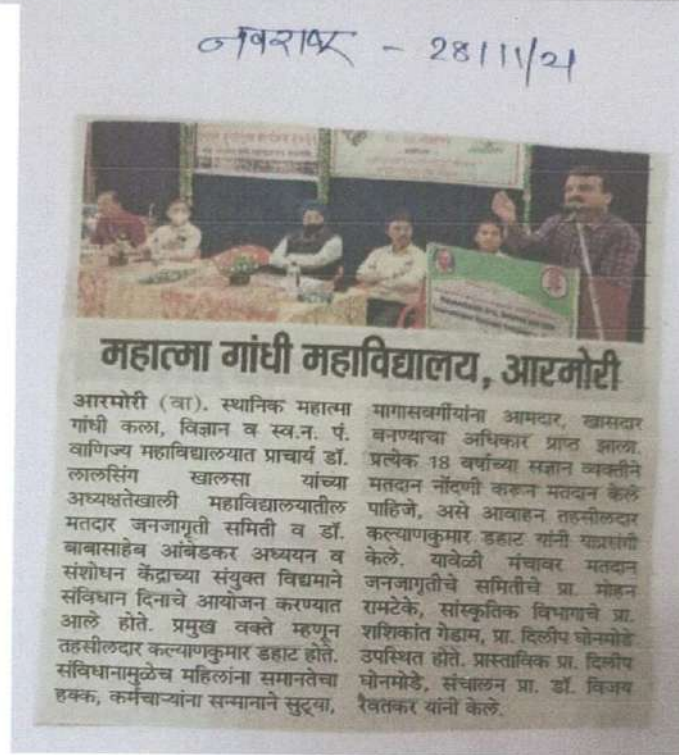 नवराष्ट्र - 28/11/21
महात्मा गांधी महाविद्यालय, आरमोरी
आरमोरी (वा). स्थानिक महात्मा
गांधी कला, विज्ञान व स्व.न. पं.
वाणिज्य महाविद्यालयात प्राचार्य डॉ.
लालसिंग खालसा यांच्या
अध्यक्षतेखाली महाविद्यालयातील
मतदार जनजागृती समिती व डॉ.
बाबासाहेब आंबेडकर अध्ययन व
संशोधन केंद्राच्या संयुक्त विद्यमाने
संविधान दिनाचे आयोजन करण्यात
आले होते. प्रमुख वक्ते म्हणून
तहसीलदार कल्याणकुमार डहाट होते.
संविधानामुळेच महिलांना समानतेचा
हक्क, कर्मचाऱ्यांना सन्मानाने सुट्या,
मागासवर्गीयांना आमदार, खासदार
बनण्याचा अधिकार प्राप्त झाला.
प्रत्येक 18 वर्षाच्या सज्ञान व्यक्तीने
मतदान नोंदणी करून मतदान केले
पाहिजे, असे आवाहन तहसीलदार
कल्याणकुमार डहाट यांनी याप्रसंगी
केले. यावेळी मंचावर मतदान
जनजागृतीचे समितीचे प्रा. मोहन
रामटेके, सांस्कृतिक विभागाचे प्रा.
शशिकांत गेडाम, प्रा. दिलीप घोनमोडे
उपस्थित होते. प्रास्ताविक प्रा. दिलीप
घोनमोडे, संचालन प्रा. डॉ. विजय
रैवतकर यांनी केले.